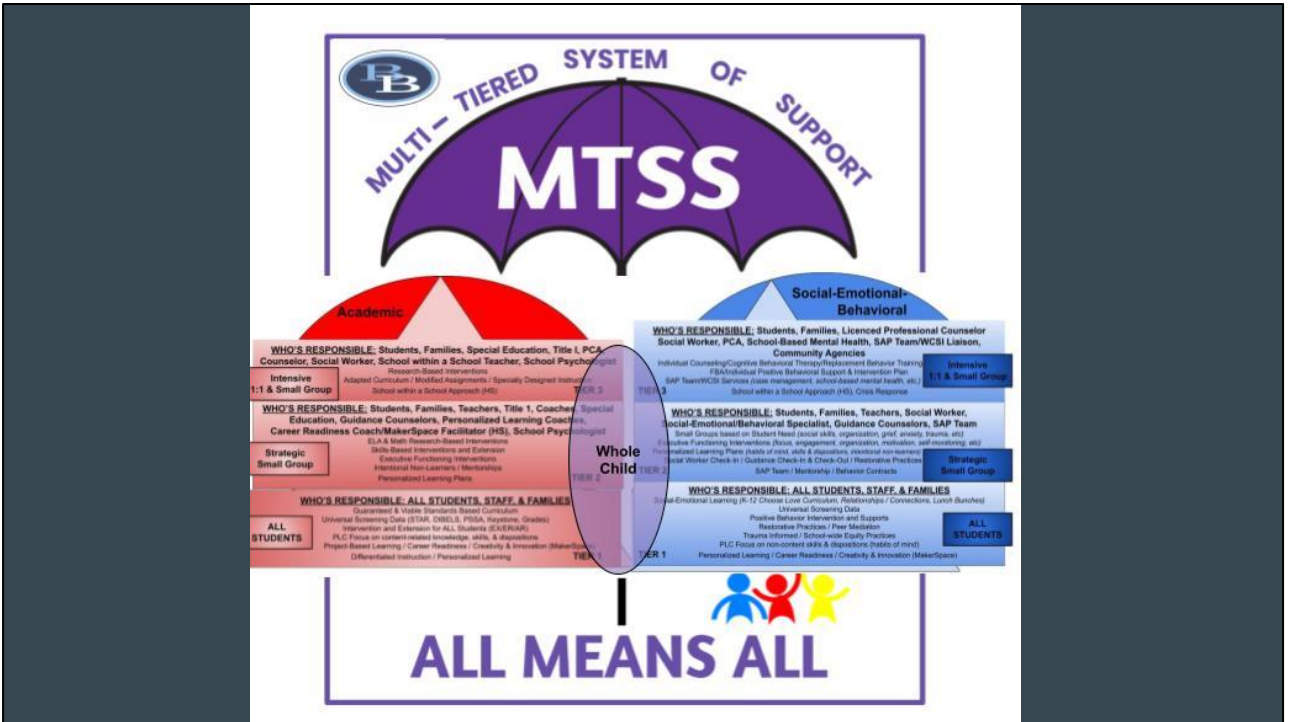 BB
MULTI – TIERED SYSTEM OF SUPPORT
MTSS
Academic
WHO'S RESPONSIBLE: Students, Families, Special Education, Title I, PCA
Counselor, Social Worker, School within a School Teacher, School Psychologist
Research-Based Interventions
Adapted Curriculum / Modified Assignments / Specially Designed Instruction
School within a School Approach (HS)
Intensive
1:1 & Small Group
TIER 3
WHO'S RESPONSIBLE: Students, Families, Teachers, Title 1, Coaches, Special
Education, Guidance Counselors, Personalized Learning Coaches,
Career Readiness Coach/MakerSpace Facilitator (HS), School Psychologist
ELA & Math Research-Based Interventions
Skills-Based Interventions and Extension
Executive Functioning Interventions
Intentional Non-Learners / Mentorships
Personalized Learning Plans
Strategic
Small Group
TIER 2
WHO'S RESPONSIBLE: ALL STUDENTS, STAFF, & FAMILIES
Guaranteed & Viable Standards Based Curriculum
Universal Screening Data (STAR, DIBELS, PSSA, Keystone, Grades)
Intervention and Extension for ALL Students (EX/ER/AR)
PLC Focus on content-related knowledge, skills, & dispositions
Project-Based Learning / Career Readiness / Creativity & Innovation (MakerSpace)
Differentiated Instruction / Personalized Learning
ALL
STUDENTS
TIER 1
Whole
Child
Social-Emotional-
Behavioral
WHO'S RESPONSIBLE: Students, Families, Licenced Professional Counselor
Social Worker, PCA, School-Based Mental Health, SAP Team/WCSI Liaison,
Community Agencies
Individual Counseling/Cognitive Behavioral Therapy/Replacement Behavior Training
FBA/Individual Positive Behavioral Support & Intervention Plan
SAP Team/WCSI Services (case management, school-based mental health, etc.)
School within a School Approach (HS), Crisis Response
Intensive
1:1 & Small Group
TIER 3
WHO'S RESPONSIBLE: Students, Families, Teachers, Social Worker,
Social-Emotional/Behavioral Specialist, Guidance Counselors, SAP Team
Small Groups based on Student Need (social skills, organization, grief, anxiety, trauma, etc)
Executive Functioning Interventions (focus, engagement, organization, motivation, self-monitoring, etc)
Personalized Learning Plans (habits of mind, skills & dispositions, intentional non-learners)
Social Worker Check-In / Guidance Check-In & Check-Out / Restorative Practices
SAP Team / Mentorship / Behavior Contracts
Strategic
Small Group
TIER 2
WHO'S RESPONSIBLE: ALL STUDENTS, STAFF, & FAMILIES
Social-Emotional Learning (K-12 Choose Love Curriculum, Relationships / Connections, Lunch Bunches)
Universal Screening Data
Positive Behavior Intervention and Supports
Restorative Practices / Peer Mediation
Trauma Informed / School-wide Equity Practices
PLC Focus on non-content skills & dispositions (habits of mind)
Personalized Learning / Career Readiness / Creativity & Innovation (MakerSpace)
ALL
STUDENTS
TIER 1
ALL MEANS ALL